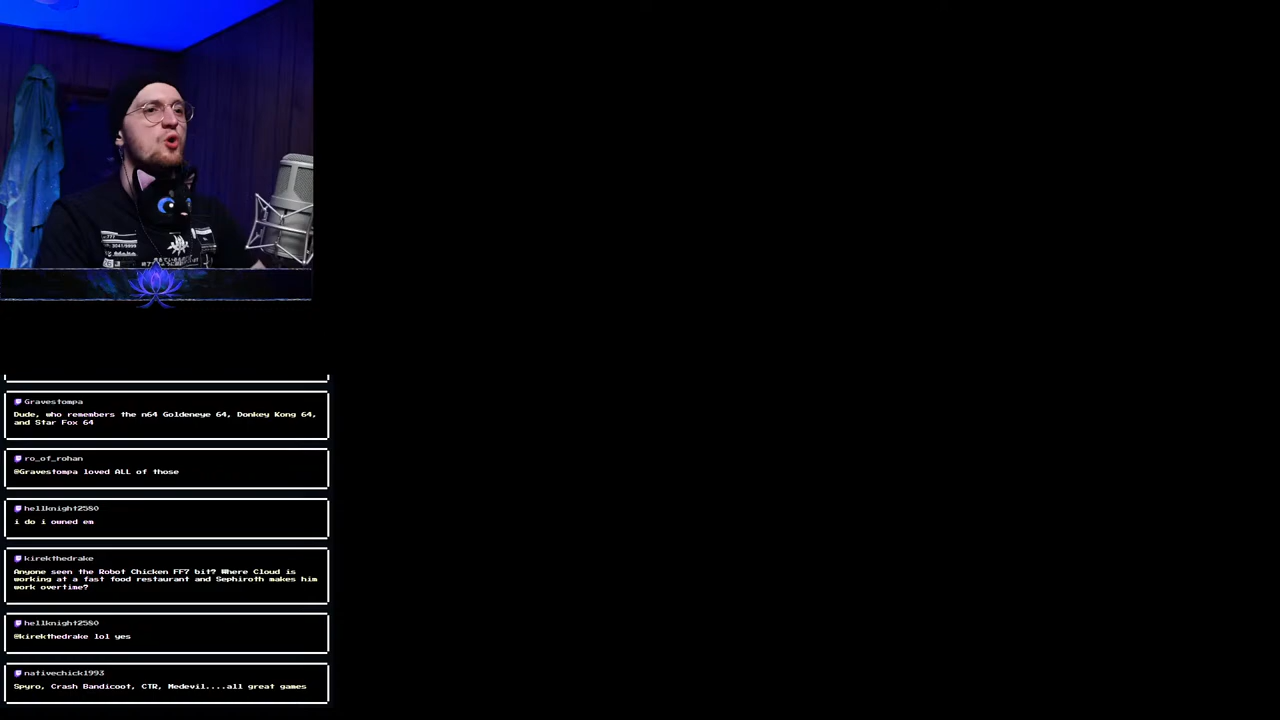 Gravestompa
Dude, who remembers the n64 Goldeneye 64, Donkey Kong 64,
and Star Fox 64
ro_of_rohan
@Gravestompa loved ALL of those
hellknight2580
i do i owned em
kirekthedrake
Anyone seen the Robot Chicken FF7 bit? Where Cloud is
working at a fast food restaurant and Sephiroth makes him
work overtime?
hellknight2580
@kirekthedrake lol yes
nativechick1993
Spyro, Crash Bandicoot, CTR, Medevil....all great games